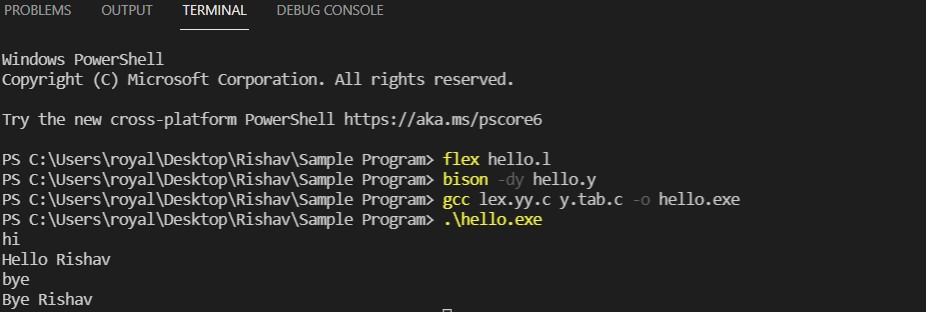 PROBLEMS OUTPUT TERMINAL DEBUG CONSOLE
Windows PowerShell
Copyright (C) Microsoft Corporation. All rights reserved.
Try the new cross-platform PowerShell https://aka.ms/pscore6
PS C:\Users\royal\Desktop\Rishav\Sample Program> flex hello.l
PS C:\Users\royal\Desktop\Rishav\Sample Program> bison -dy hello.y
PS C:\Users\royal\Desktop\Rishav\Sample Program> gcc lex.yy.c y.tab.c -o hello.exe
PS C:\Users\royal\Desktop\Rishav\Sample Program> .\hello.exe
hi
Hello Rishav
bye
Bye Rishav